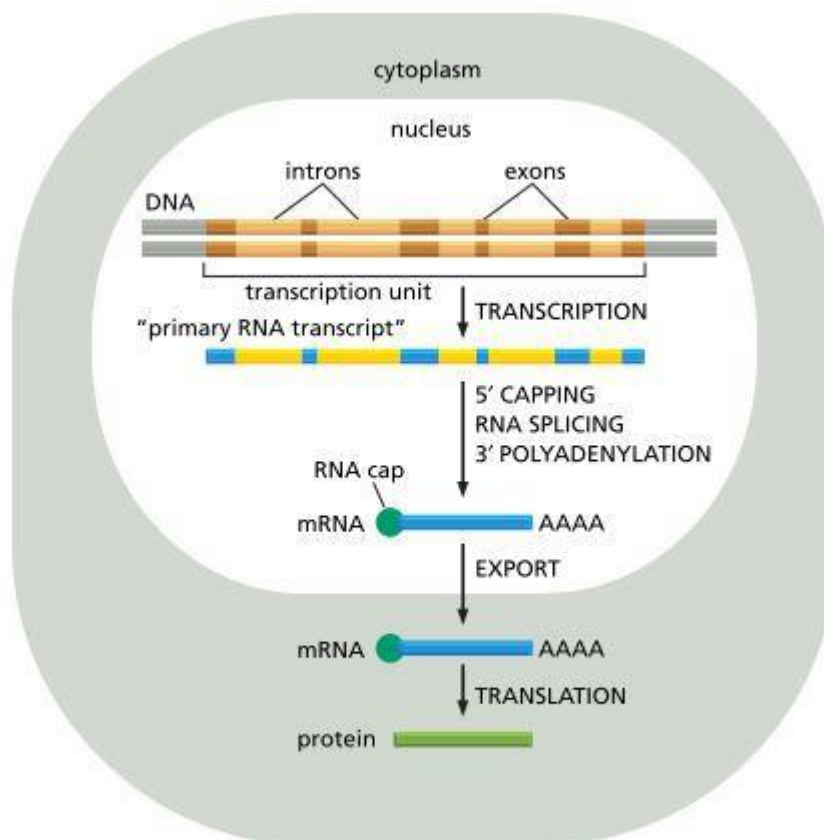 cytoplasm
nucleus
introns
exons
DNA
transcription unit
TRANSCRIPTION
“primary RNA transcript”
5′ CAPPING
RNA SPLICING
3′ POLYADENYLATION
RNA cap
mRNA
AAAA
EXPORT
mRNA
AAAA
TRANSLATION
protein